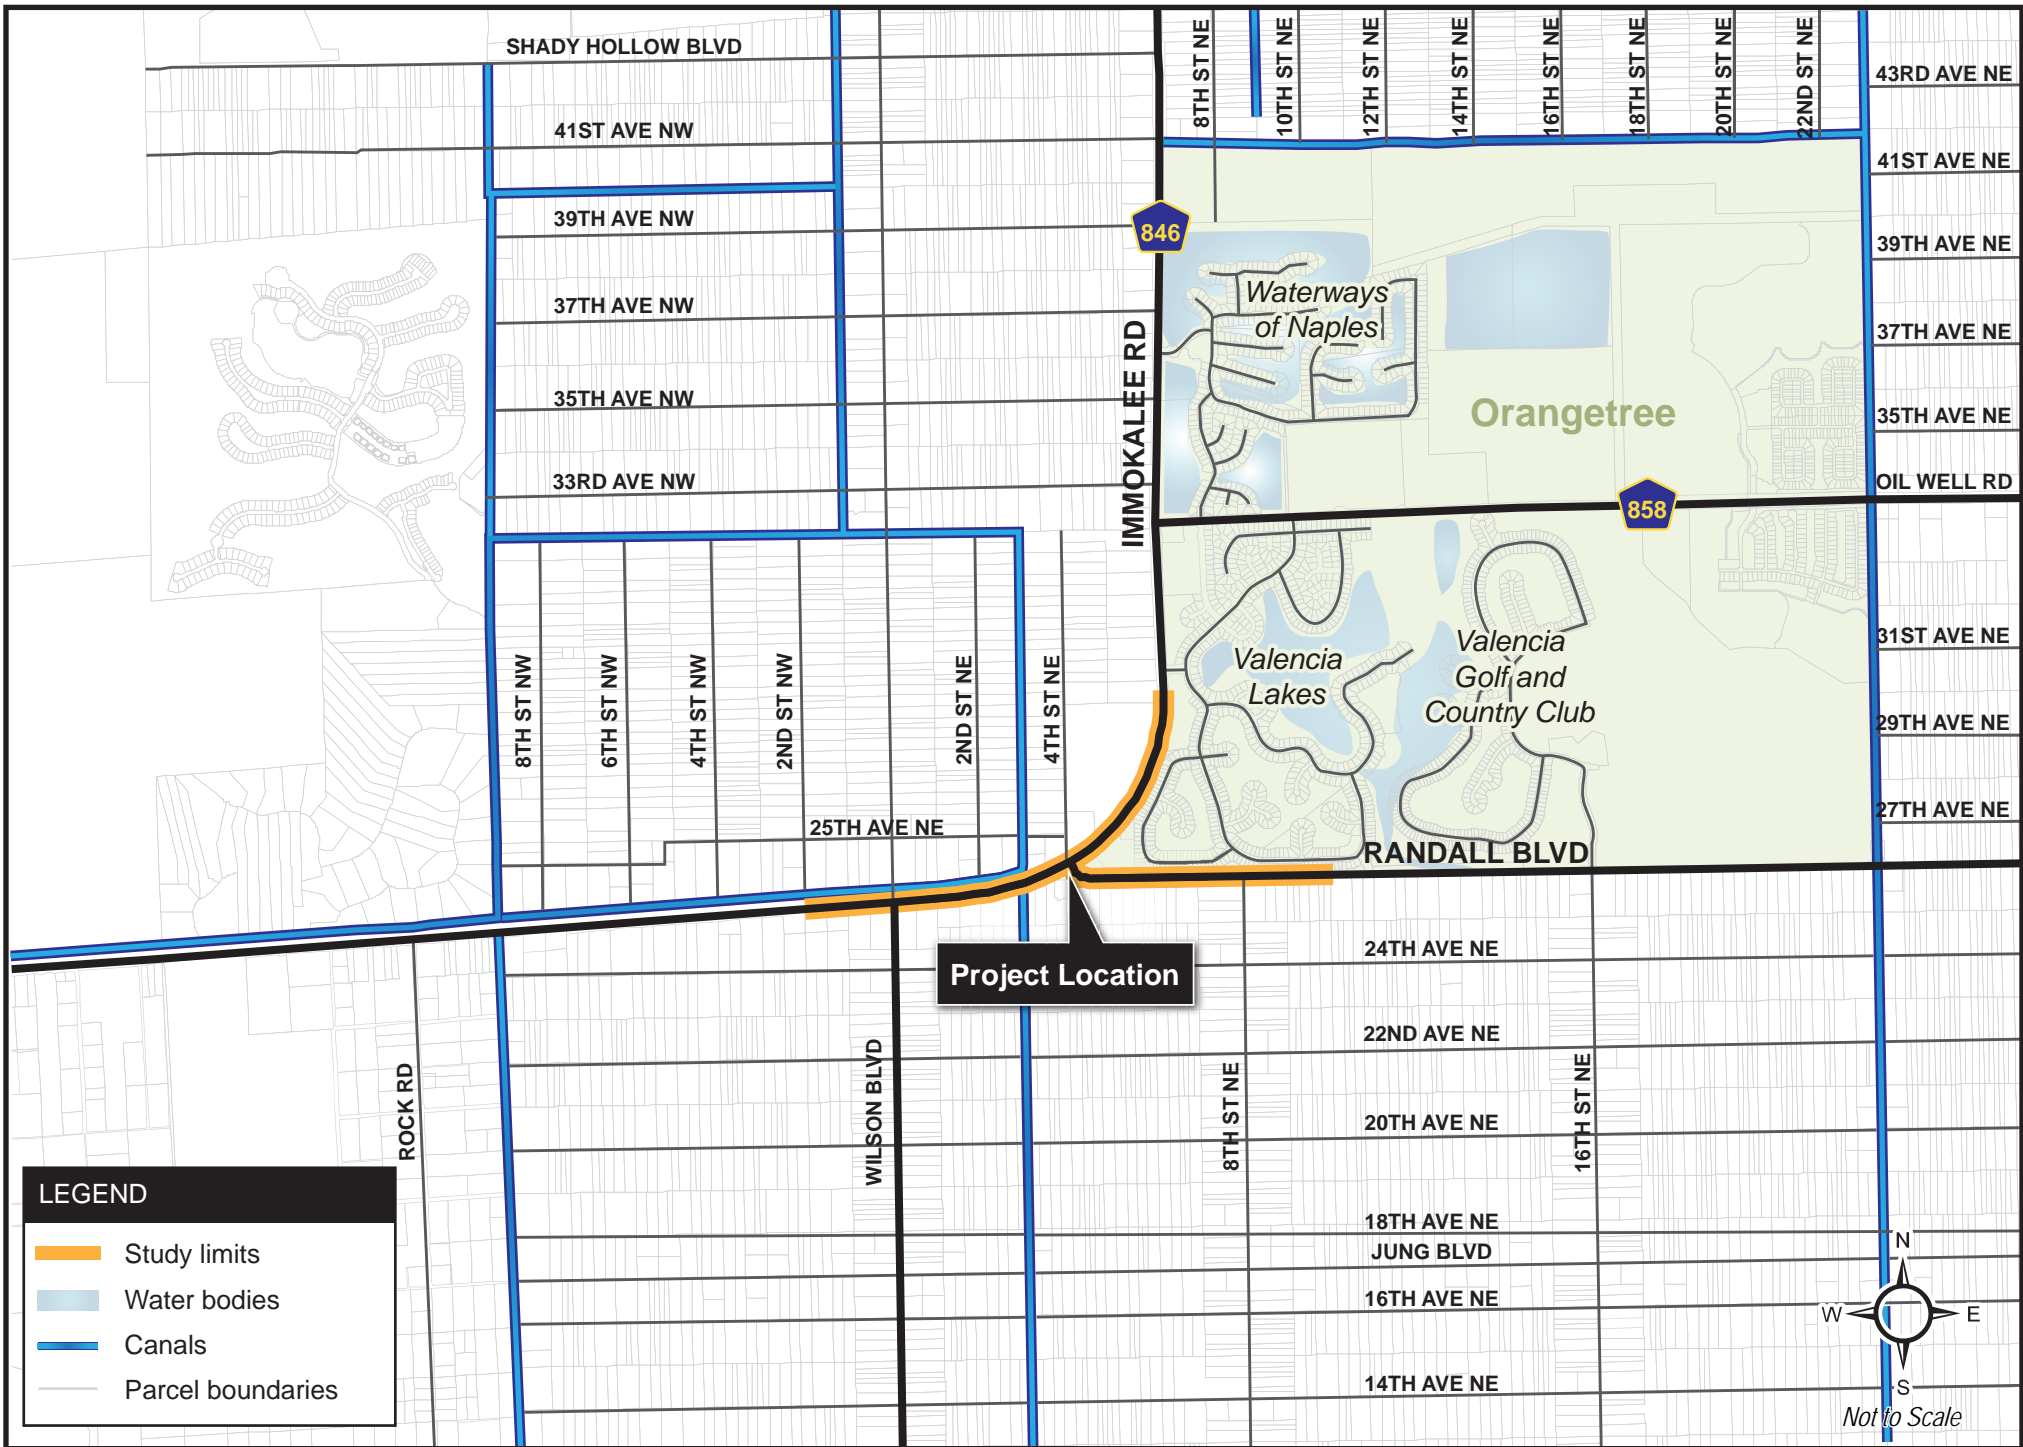 SHADY HOLLOW BLVD
41ST AVE NW
39TH AVE NW
37TH AVE NW
35TH AVE NW
33RD AVE NW
8TH ST NE
10TH ST NE
12TH ST NE
14TH ST NE
16TH ST NE
18TH ST NE
20TH ST NE
22ND ST NE
43RD AVE NE
41ST AVE NE
39TH AVE NE
37TH AVE NE
35TH AVE NE
OIL WELL RD
31ST AVE NE
29TH AVE NE
27TH AVE NE
846
IMMOKALEE RD
Waterways
of Naples
Orangetree
858
Valencia
Lakes
Valencia
Golf and
Country Club
8TH ST NW
6TH ST NW
4TH ST NW
2ND ST NW
2ND ST NE
4TH ST NE
25TH AVE NE
RANDALL BLVD
Project Location
24TH AVE NE
22ND AVE NE
20TH AVE NE
18TH AVE NE
JUNG BLVD
16TH AVE NE
14TH AVE NE
ROCK RD
WILSON BLVD
8TH ST NE
16TH ST NE
LEGEND
Study limits
Water bodies
Canals
Parcel boundaries
N
W
E
S
Not to Scale